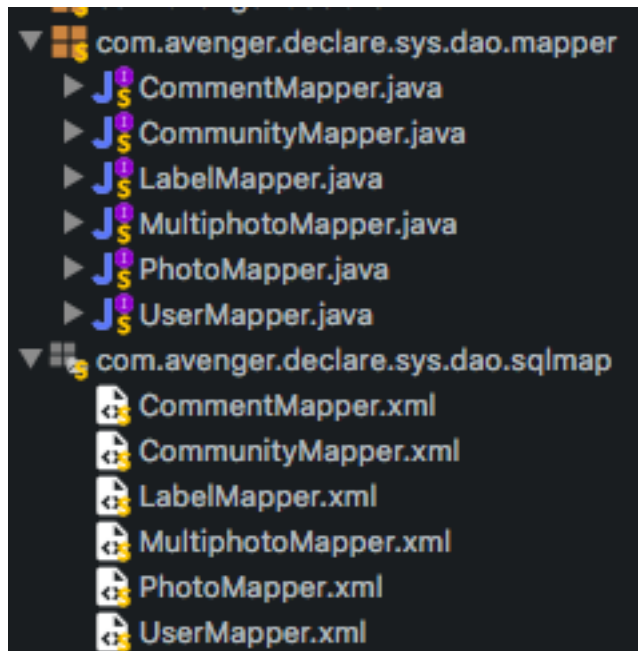 com.avenger.declare.sys.dao.mapper
CommentMapper.java
CommunityMapper.java
LabelMapper.java
MultiphotoMapper.java
PhotoMapper.java
UserMapper.java
com.avenger.declare.sys.dao.sqlmap
CommentMapper.xml
CommunityMapper.xml
LabelMapper.xml
MultiphotoMapper.xml
PhotoMapper.xml
UserMapper.xml